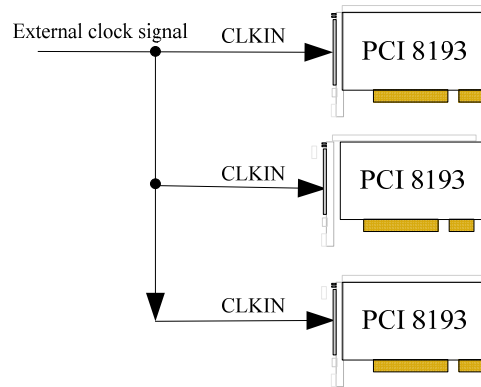 External clock signal
CLKIN
PCI 8193
CLKIN
PCI 8193
CLKIN
PCI 8193